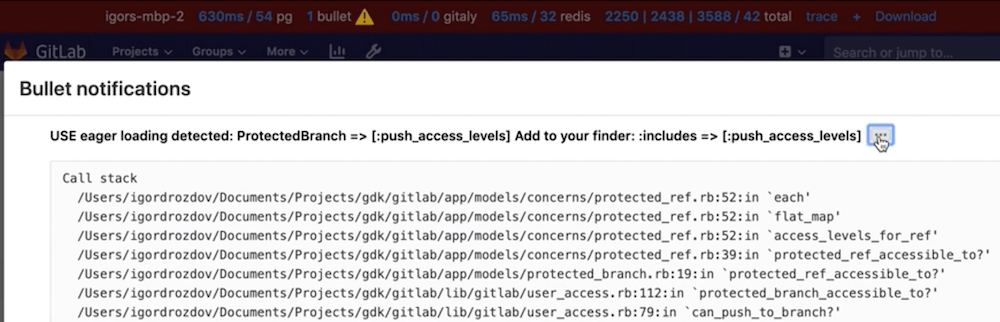 igors-mbp-2 630ms / 54 pg 1 bullet ⚠️ 0ms / 0 gitaly 65ms / 32 redis 2250 | 2438 | 3588 / 42 total trace + Download
GitLab Projects Groups More Search or jump to...
Bullet notifications
USE eager loading detected: ProtectedBranch => [:push_access_levels] Add to your finder: :includes => [:push_access_levels] ...
Call stack
/Users/igordrozdov/Documents/Projects/gdk/gitlab/app/models/concerns/protected_ref.rb:52:in `each'
/Users/igordrozdov/Documents/Projects/gdk/gitlab/app/models/concerns/protected_ref.rb:52:in `flat_map'
/Users/igordrozdov/Documents/Projects/gdk/gitlab/app/models/concerns/protected_ref.rb:52:in `access_levels_for_ref'
/Users/igordrozdov/Documents/Projects/gdk/gitlab/app/models/concerns/protected_ref.rb:39:in `protected_ref_accessible_to?'
/Users/igordrozdov/Documents/Projects/gdk/gitlab/app/models/protected_branch.rb:19:in `protected_ref_accessible_to?'
/Users/igordrozdov/Documents/Projects/gdk/gitlab/lib/gitlab/user_access.rb:112:in `protected_branch_accessible_to?'
/Users/igordrozdov/Documents/Projects/gdk/gitlab/lib/gitlab/user_access.rb:79:in `can_push_to_branch?'